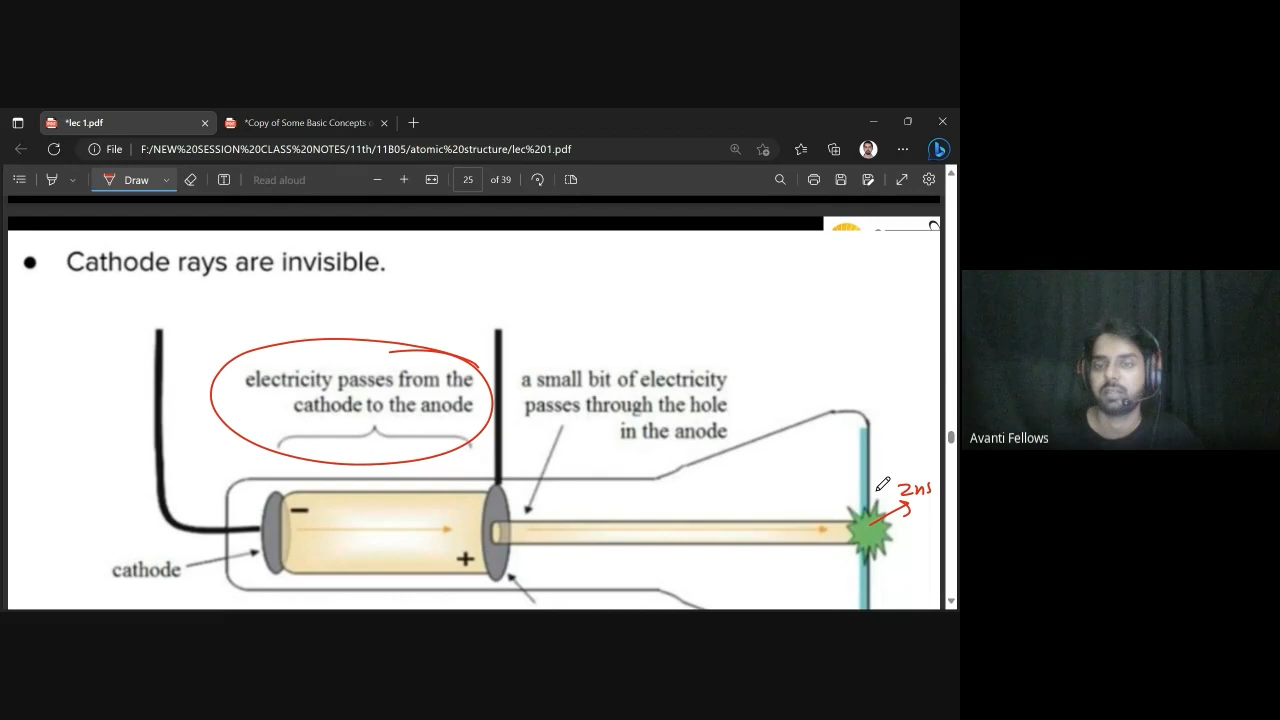 *lec 1.pdf
*Copy of Some Basic Concepts o
File F:/NEW%20SESSION%20CLASS%20NOTES/11th/11B05/atomic%20structure/lec%201.pdf
Draw
Read aloud
25 of 39
Cathode rays are invisible.
electricity passes from the
cathode to the anode
a small bit of electricity
passes through the hole
in the anode
Zns
cathode
Avanti Fellows